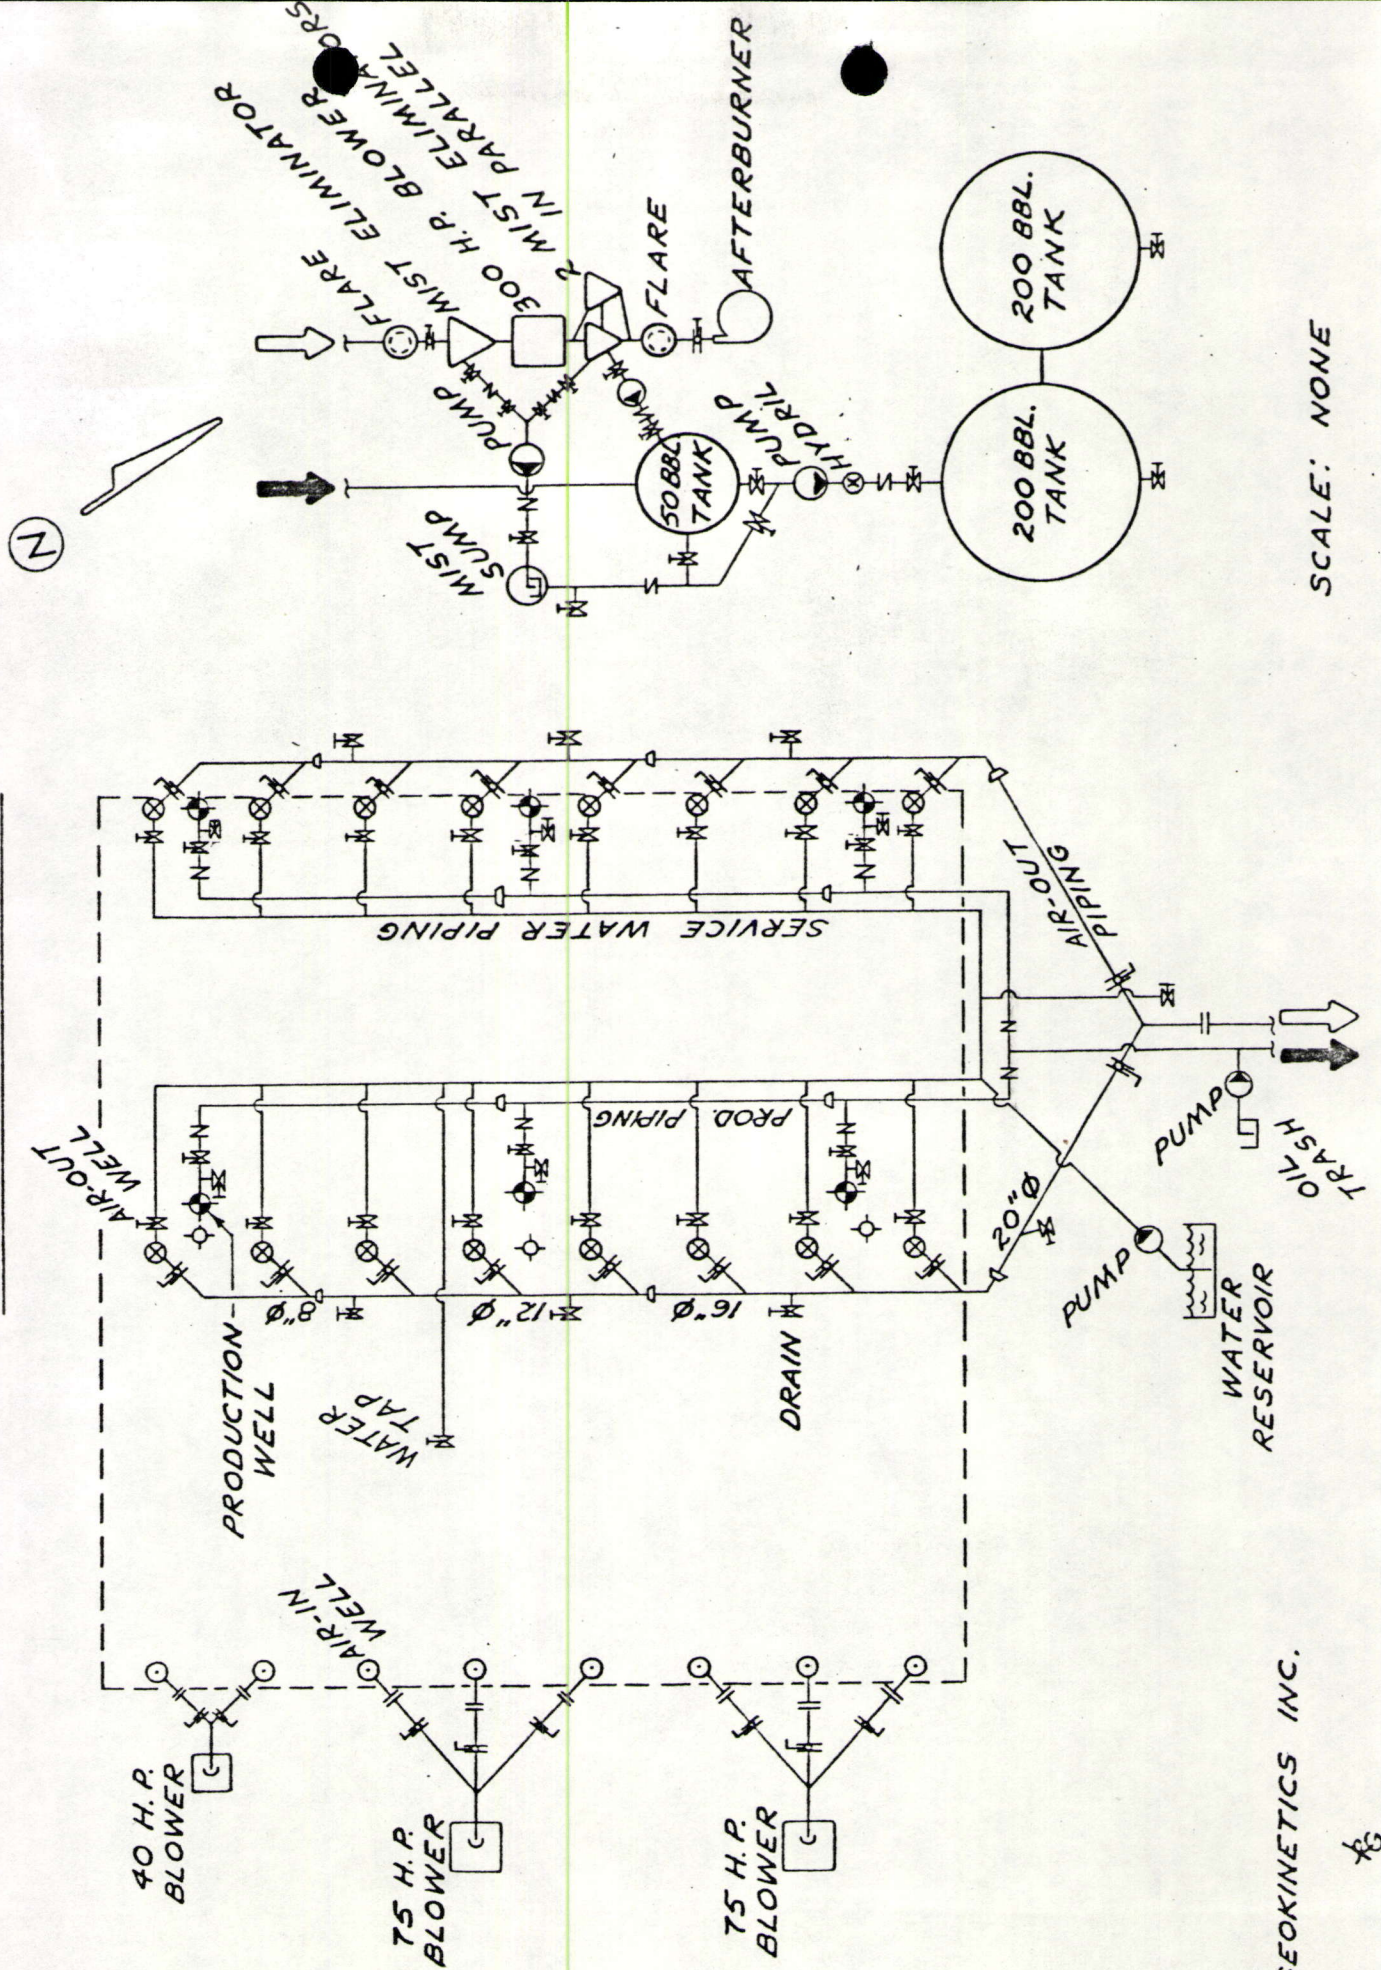 N
FLARE
MIST ELIMINATOR
300 H.P. BLOWER
2 MIST ELIMINATORS
IN PARALLEL
PUMP
MIST
SUMP
FLARE
AFTERBURNER
50 BBL.
TANK
PUMP
HYDRIL
200 BBL.
TANK
200 BBL.
TANK
SCALE: NONE
SERVICE WATER PIPING
AIR-OUT
PIPING
AIR-OUT
WELL
PROD. PIPING
PRODUCTION
WELL
8"Ø
12"Ø
16"Ø
20"Ø
WATER
TAP
DRAIN
PUMP
OIL
TRASH
PUMP
WATER
RESERVOIR
AIR-IN
WELL
40 H.P.
BLOWER
75 H.P.
BLOWER
75 H.P.
BLOWER
GEOKINETICS INC.